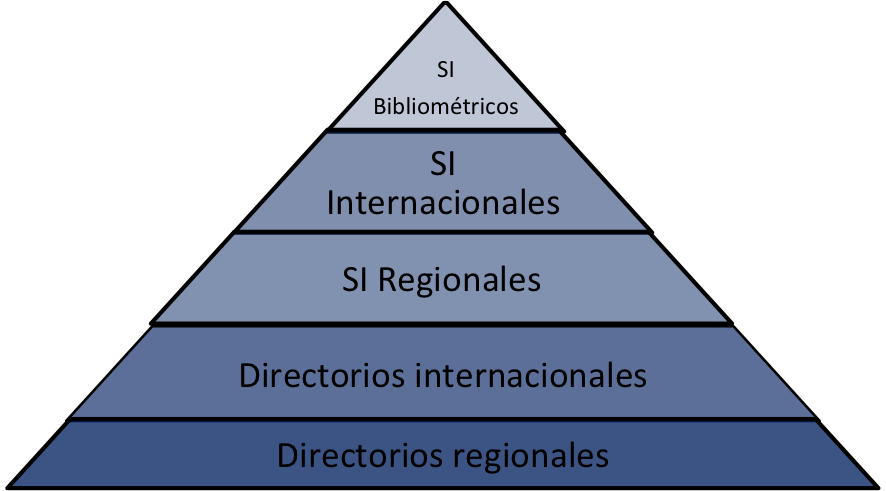 SI
Bibliométricos
SI
Internacionales
SI Regionales
Directorios internacionales
Directorios regionales